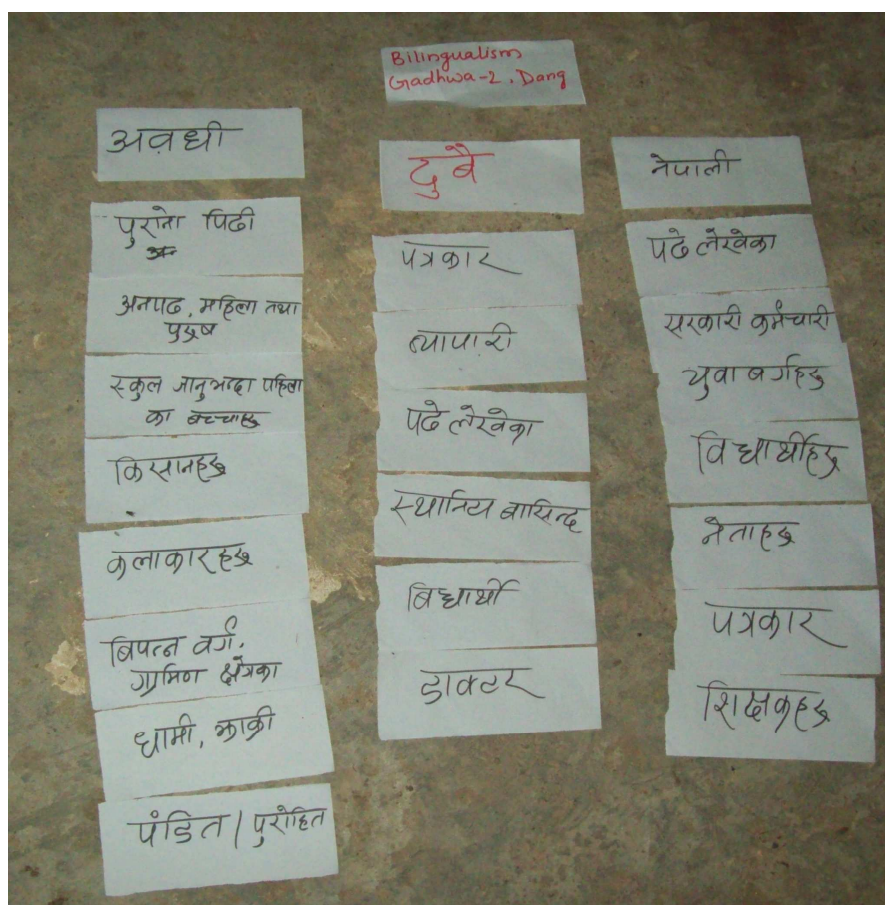 Bilingualism
Gadhwa-2, Dang
अवधी
पुरानो पिढी
अनपढ, महिला तथा
पुरुष
स्कुल जानुभन्दा पहिला
का बच्चाहरु
किसानहरु
कलाकारहरु
बिपन्न वर्ग,
ग्रामिण क्षेत्रका
धामी, झाक्री
पंडित / पुरोहित
दुबै
पत्रकार
ब्यापारी
पढे लेखेका
स्थानिय बासिन्दा
बिद्यार्थी
डाक्टर
नेपाली
पढे लेखेका
सरकारी कर्मचारी
युवा बर्गहरु
विद्यार्थीहरु
नेताहरु
पत्रकार
शिक्षकहरु